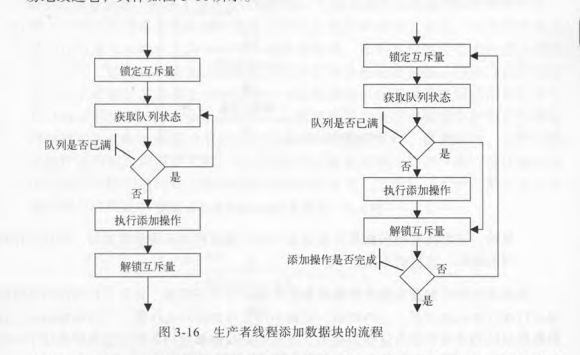 锁定互斥量
获取队列状态
队列是否已满
是
否
执行添加操作
解锁互斥量
锁定互斥量
获取队列状态
队列是否已满
是
否
执行添加操作
解锁互斥量
添加操作是否完成
否
是
图 3-16 生产者线程添加数据块的流程